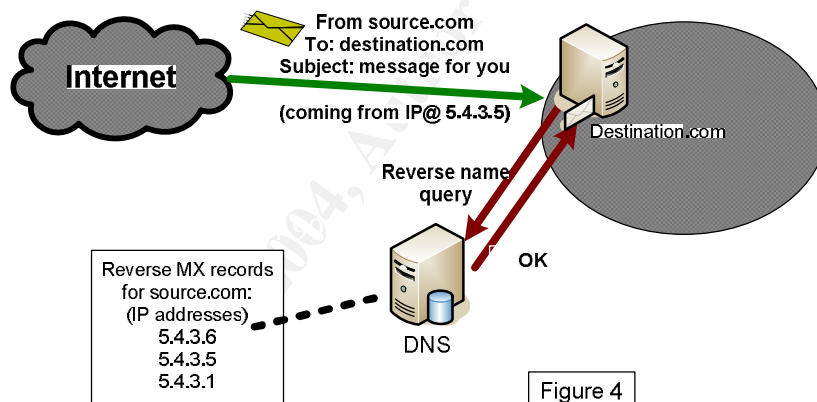 From source.com
To: destination.com
Subject: message for you
Internet
(coming from IP@ 5.4.3.5)
Destination.com
Reverse name
query
OK
Reverse MX records
for source.com:
(IP addresses)
5.4.3.6
5.4.3.5
5.4.3.1
DNS
Figure 4
2004,